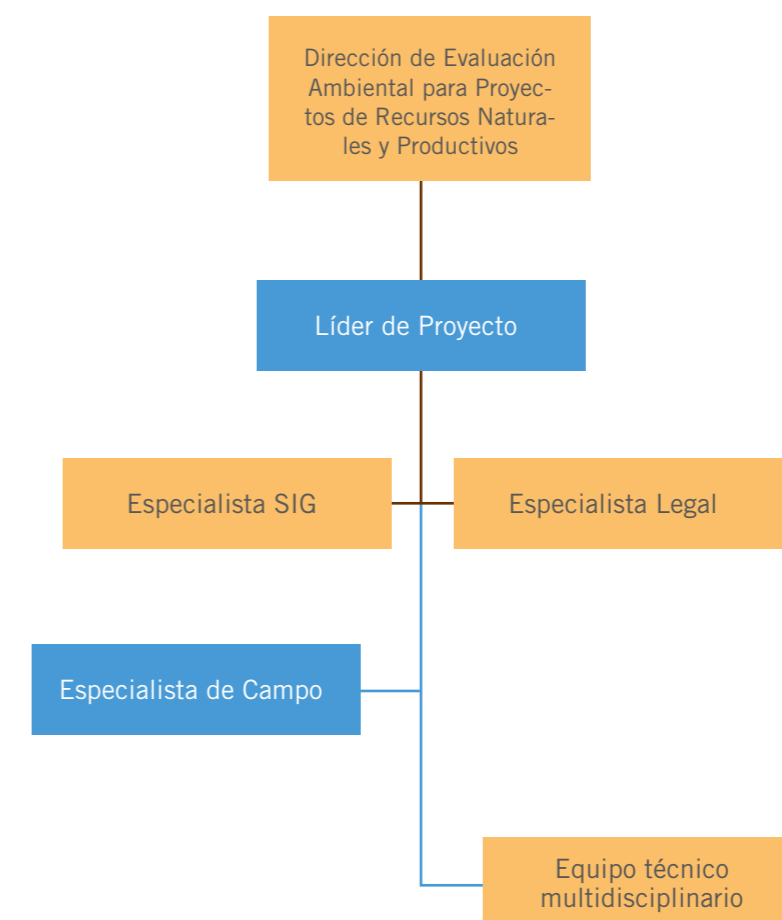 Dirección de Evaluación
Ambiental para Proyec-
tos de Recursos Natura-
les y Productivos
Líder de Proyecto
Especialista SIG
Especialista Legal
Especialista de Campo
Equipo técnico
multidisciplinario